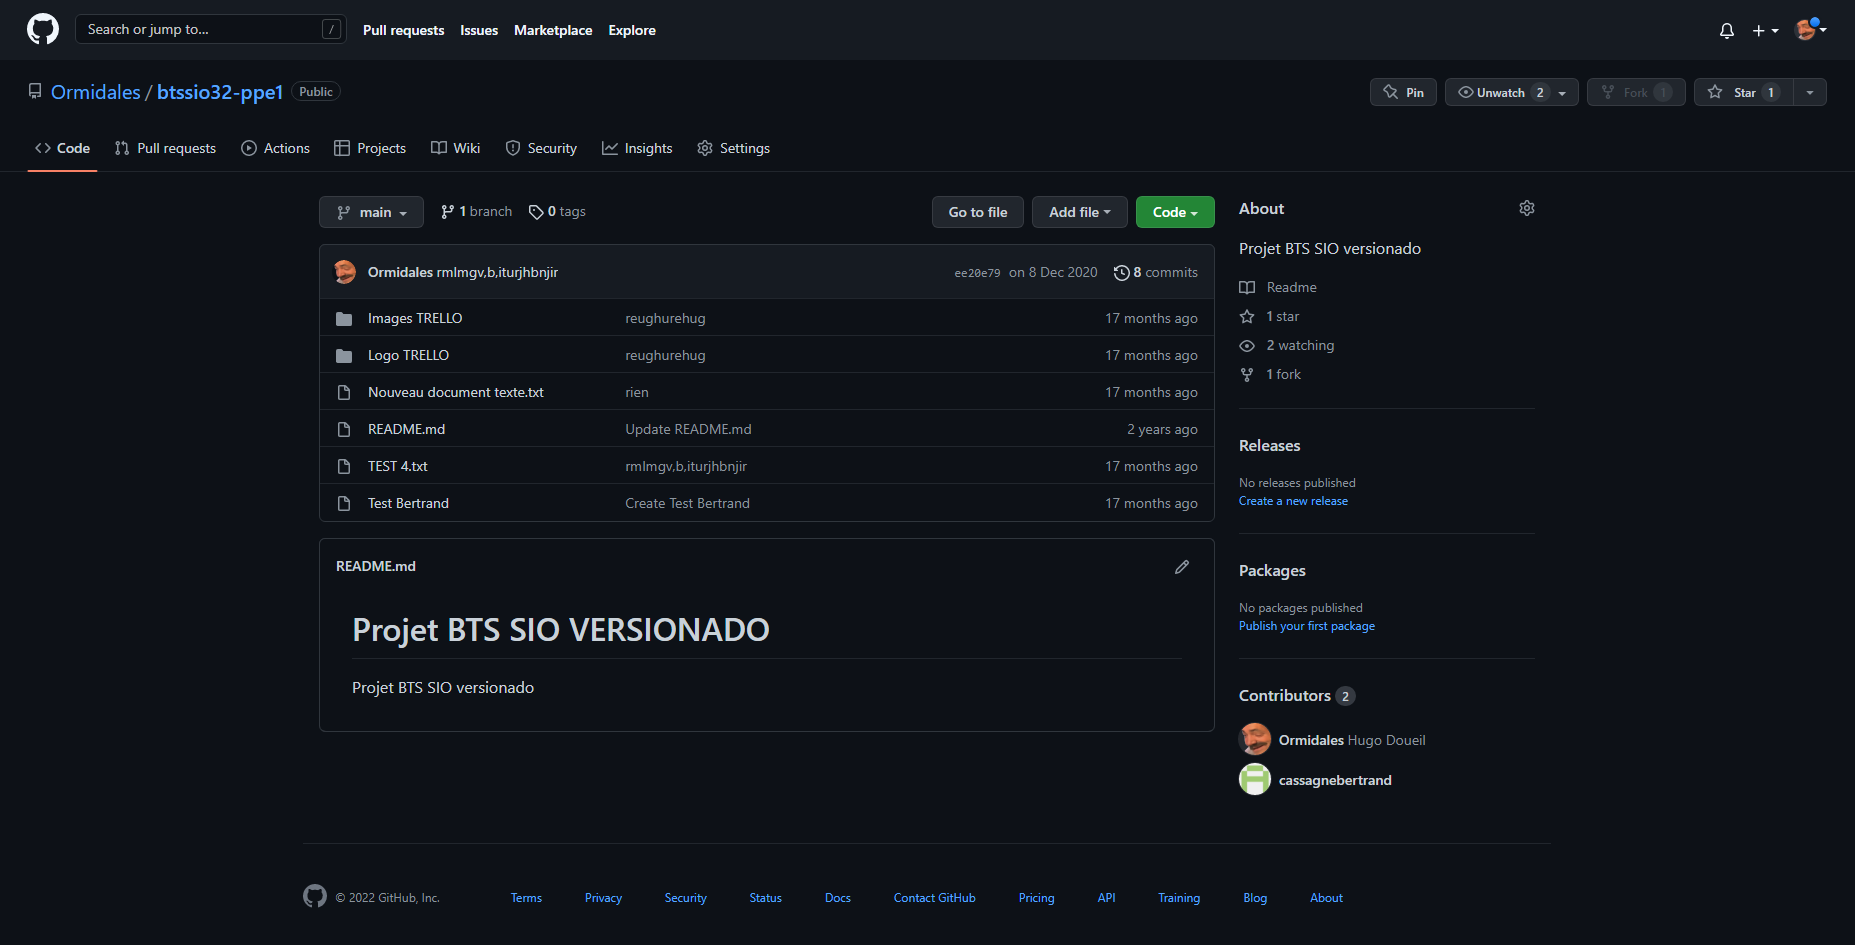 Search or jump to... /
Pull requests Issues Marketplace Explore
Ormidales / btssio32-ppe1 Public
Pin Unwatch 2 Fork 1 Star 1
Code Pull requests Actions Projects Wiki Security Insights Settings
main 1 branch 0 tags Go to file Add file Code
Ormidales rmlmgv,b,iturjhbnjir ee20e79 on 8 Dec 2020 8 commits
Images TRELLO reughurehug 17 months ago
Logo TRELLO reughurehug 17 months ago
Nouveau document texte.txt rien 17 months ago
README.md Update README.md 2 years ago
TEST 4.txt rmlmgv,b,iturjhbnjir 17 months ago
Test Bertrand Create Test Bertrand 17 months ago
README.md
Projet BTS SIO VERSIONADO
Projet BTS SIO versionado
About
Projet BTS SIO versionado
Readme
1 star
2 watching
1 fork
Releases
No releases published
Create a new release
Packages
No packages published
Publish your first package
Contributors 2
Ormidales Hugo Doueil
cassagnebertrand
© 2022 GitHub, Inc. Terms Privacy Security Status Docs Contact GitHub Pricing API Training Blog About